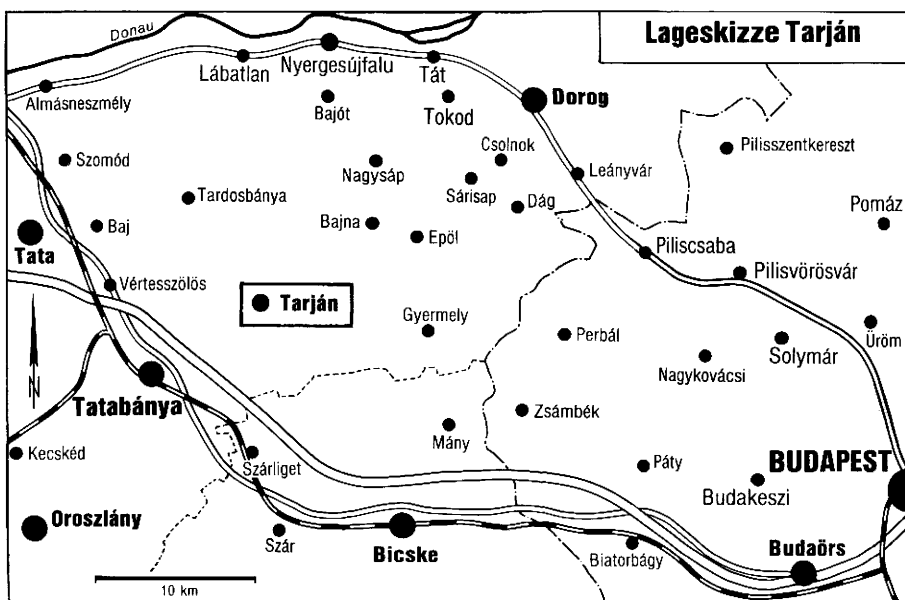 Donau
Lageskizze Tarján
Lábatlan
Nyergesújfalu
Tát
Almásneszmély
Bajót
Tokod
Dorog
Szomód
Nagysáp
Csolnok
Leányvár
Pilisszentkereszt
Tardosbánya
Sárisap
Dág
Baj
Bajna
Epöl
Pomáz
Tata
Piliscsaba
Pilisvörösvár
Vértesszőlős
Tarján
Gyermely
Perbál
Solymár
Üröm
Nagykovácsi
N
Tatabánya
Zsámbék
Mány
Kecskéd
Szárliget
Páty
BUDAPEST
Budakeszi
Oroszlány
Szár
Bicske
Biatorbágy
Budaörs
10 km